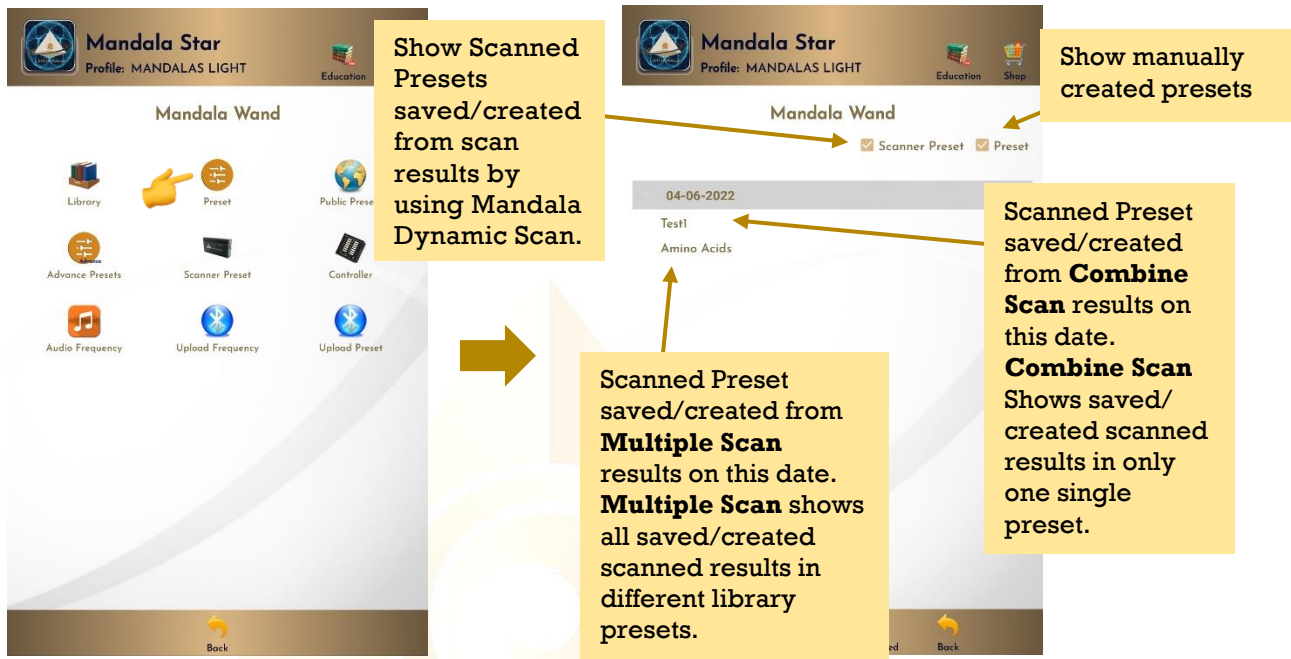 Mandala Star
Profile: MANDALAS LIGHT
Education
Mandala Wand
Library
Preset
Public Prese
Advance Presets
Scanner Preset
Controller
Audio Frequency
Upload Frequency
Upload Preset
Back
Show Scanned
Presets
saved/created
from scan
results by
using Mandala
Dynamic Scan.
Mandala Star
Profile: MANDALAS LIGHT
Education
Shop
Mandala Wand
Scanner Preset
Preset
04-06-2022
Test1
Amino Acids
Back
Show manually
created presets
Scanned Preset
saved/created
from Combine
Scan results on
this date.
Combine Scan
Shows saved/
created scanned
results in only
one single
preset.
Scanned Preset
saved/created from
Multiple Scan
results on this date.
Multiple Scan shows
all saved/created
scanned results in
different library
presets.